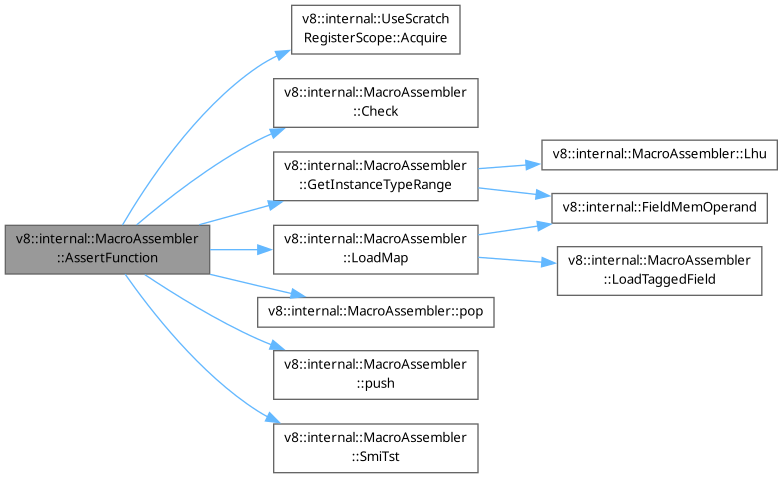 v8::internal::MacroAssembler
::AssertFunction
v8::internal::UseScratch
RegisterScope::Acquire
v8::internal::MacroAssembler
::Check
v8::internal::MacroAssembler
::GetInstanceTypeRange
v8::internal::MacroAssembler::Lhu
v8::internal::FieldMemOperand
v8::internal::MacroAssembler
::LoadMap
v8::internal::MacroAssembler
::LoadTaggedField
v8::internal::MacroAssembler::pop
v8::internal::MacroAssembler
::push
v8::internal::MacroAssembler
::SmiTst